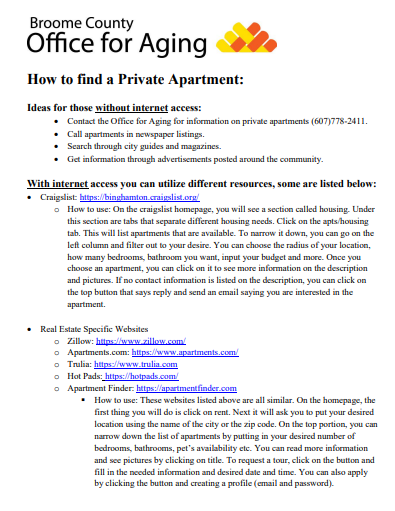 Broome County
Office for Aging
How to find a Private Apartment:
Ideas for those without internet access:
• Contact the Office for Aging for information on private apartments (607)778-2411.
• Call apartments in newspaper listings.
• Search through city guides and magazines.
• Get information through advertisements posted around the community.
With internet access you can utilize different resources, some are listed below:
• Craigslist: https://binghamton.craigslist.org/
o How to use: On the craigslist homepage, you will see a section called housing. Under
this section are tabs that separate different housing needs. Click on the apts/housing
tab. This will list apartments that are available. To narrow it down, you can go on the
left column and filter out to your desire. You can choose the radius of your location,
how many bedrooms, bathroom you want, input your budget and more. Once you
choose an apartment, you can click on it to see more information on the description
and pictures. If no contact information is listed on the description, you can click on
the top button that says reply and send an email saying you are interested in the
apartment.
• Real Estate Specific Websites
o Zillow: https://www.zillow.com/
o Apartments.com: https://www.apartments.com/
o Trulia: https://www.trulia.com
o Hot Pads: https://hotpads.com/
o Apartment Finder: https://apartmentfinder.com
▪ How to use: These websites listed above are all similar. On the homepage, the
first thing you will do is click on rent. Next it will ask you to put your desired
location using the name of the city or the zip code. On the top portion, you can
narrow down the list of apartments by putting in your desired number of
bedrooms, bathrooms, pet's availability etc. You can read more information
and see pictures by clicking on title. To request a tour, click on the button and
fill in the needed information and desired date and time. You can also apply
by clicking the button and creating a profile (email and password).